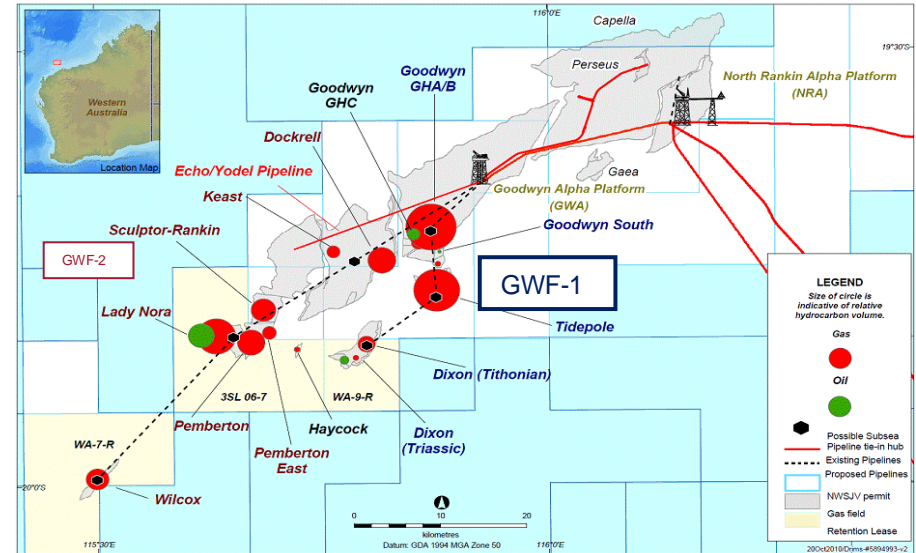 116°0'E
Capella
19°30'S
Perseus
Goodwyn
GHA/B
North Rankin Alpha Platform
(NRA)
Goodwyn
GHC
Western
Australia
Dockrell
Location Map
Echo/Yodel Pipeline
Gaea
Keast
Goodwyn Alpha Platform
(GWA)
Goodwyn South
Sculptor-Rankin
GWF-2
GWF-1
LEGEND
Size of circle is
indicative of relative
hydrocarbon volume.
Lady Nora
Tidepole
Gas
Dixon (Tithonian)
Oil
3SL 06-7
WA-9-R
Pemberton
Haycock
Dixon
(Triassic)
Possible Subsea
Pipeline tie-in hub
WA-7-R
Pemberton
East
Existing Pipelines
Proposed Pipelines
20°0'S
Wilcox
NWSJV permit
Gas field
Retention Lease
0 10 20
kilometres
Datum: GDA 1994 MGA Zone 50
115°30'E
116°0'E
20Oct2010/Drims-#5894993-v2